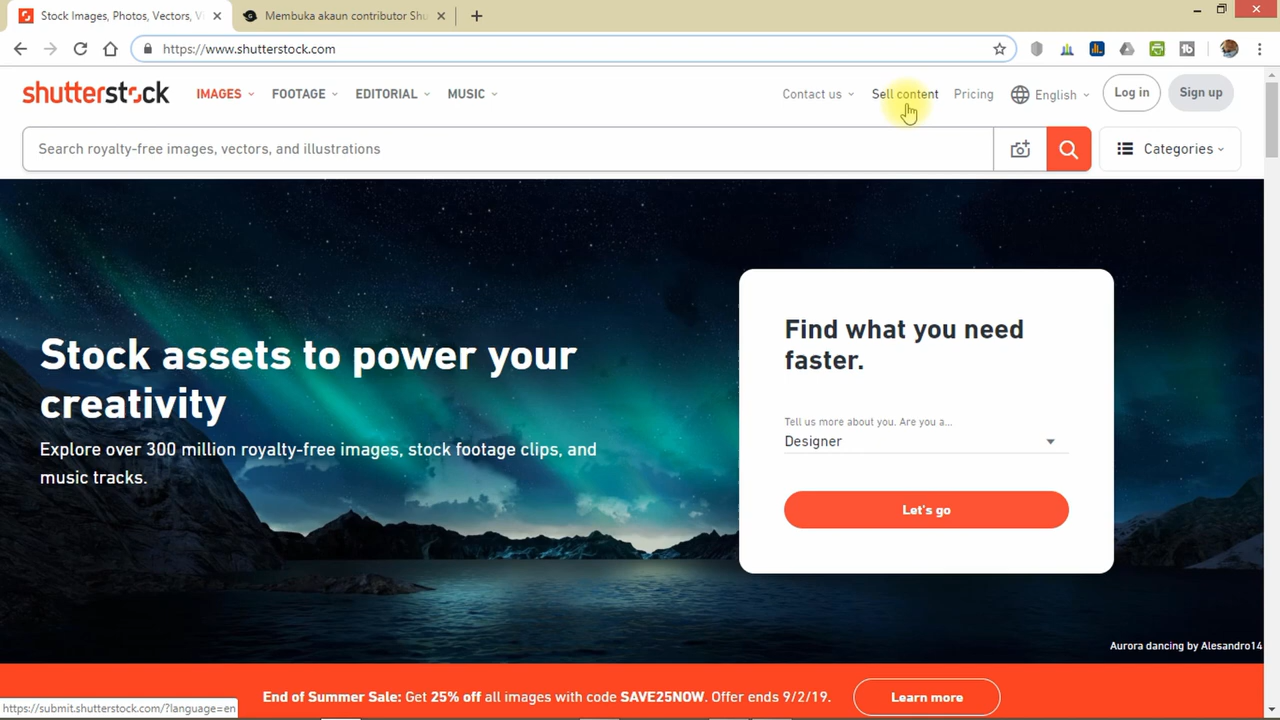 Stock Images, Photos, Vectors, Vi
Membuka akaun contributor Shu
https://www.shutterstock.com
shutterstock
IMAGES
FOOTAGE
EDITORIAL
MUSIC
Contact us
Sell content
Pricing
English
Log in
Sign up
Search royalty-free images, vectors, and illustrations
Categories
Stock assets to power your
creativity
Explore over 300 million royalty-free images, stock footage clips, and
music tracks.
Find what you need
faster.
Tell us more about you. Are you a...
Designer
Let's go
Aurora dancing by Alesandro14
End of Summer Sale: Get 25% off all images with code SAVE25NOW. Offer ends 9/2/19.
Learn more
https://submit.shutterstock.com/?language=en